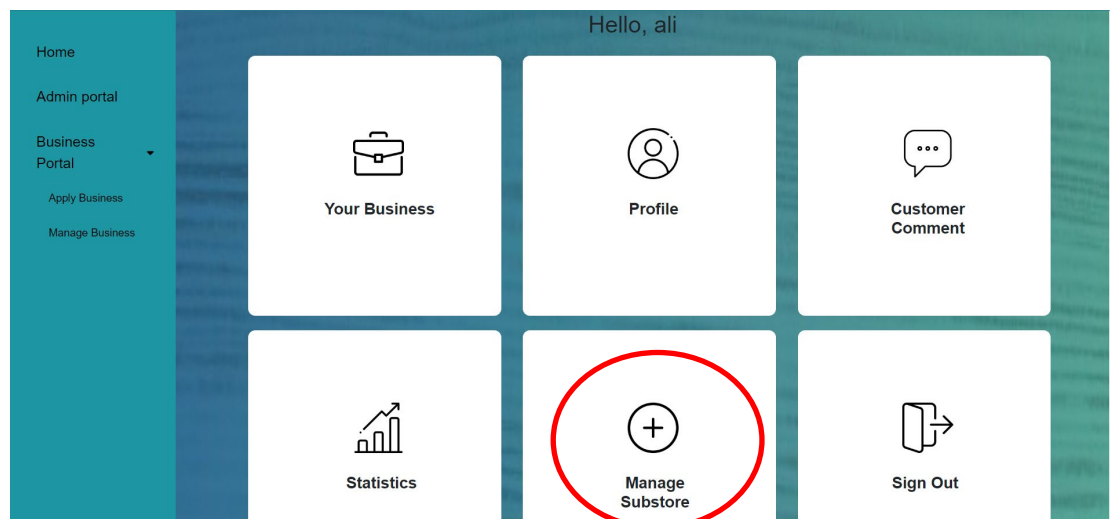 Hello, ali
Home
Admin portal
Business
Portal
Apply Business
Manage Business
Your Business
Profile
Customer
Comment
Statistics
Manage
Substore
Sign Out